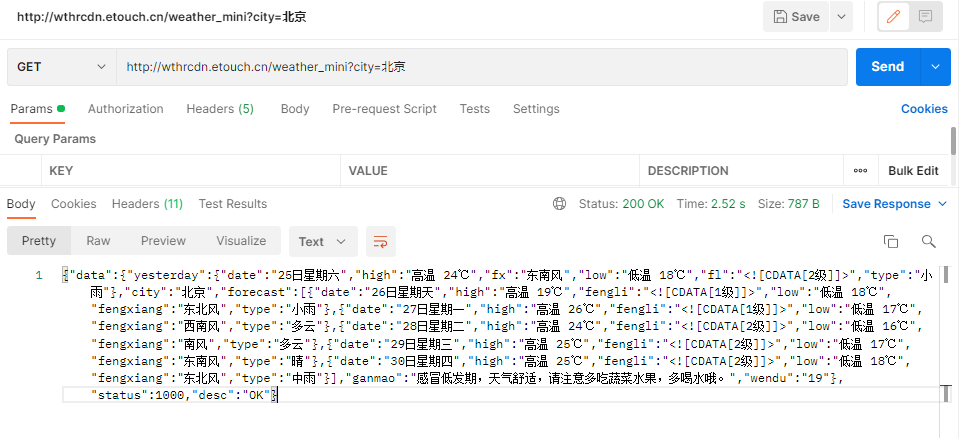 http://wthrcdn.etouch.cn/weather_mini?city=北京
Save
GET
http://wthrcdn.etouch.cn/weather_mini?city=北京
Send
Params
Authorization
Headers (5)
Body
Pre-request Script
Tests
Settings
Cookies
Query Params
KEY
VALUE
DESCRIPTION
Bulk Edit
Body
Cookies
Headers (11)
Test Results
Status: 200 OK
Time: 2.52 s
Size: 787 B
Save Response
Pretty
Raw
Preview
Visualize
Text
1
{"data":{"yesterday":{"date":"25日星期六","high":"高温 24℃","fx":"东南风","low":"低温 18℃","fl":"<![CDATA[2级]]>","type":"小
雨"},"city":"北京","forecast":[{"date":"26日星期天","high":"高温 19℃","fengli":"<![CDATA[1级]]>","low":"低温 18℃",
"fengxiang":"东北风","type":"小雨"},{"date":"27日星期一","high":"高温 26℃","fengli":"<![CDATA[1级]]>","low":"低温 17℃",
"fengxiang":"西南风","type":"多云"},{"date":"28日星期二","high":"高温 24℃","fengli":"<![CDATA[2级]]>","low":"低温 16℃",
"fengxiang":"南风","type":"多云"},{"date":"29日星期三","high":"高温 25℃","fengli":"<![CDATA[2级]]>","low":"低温 17℃",
"fengxiang":"东南风","type":"晴"},{"date":"30日星期四","high":"高温 25℃","fengli":"<![CDATA[2级]]>","low":"低温 18℃",
"fengxiang":"东北风","type":"中雨"}],"ganmao":"感冒低发期，天气舒适，请注意多吃蔬菜水果，多喝水哦。","wendu":"19"},
"status":1000,"desc":"OK"}